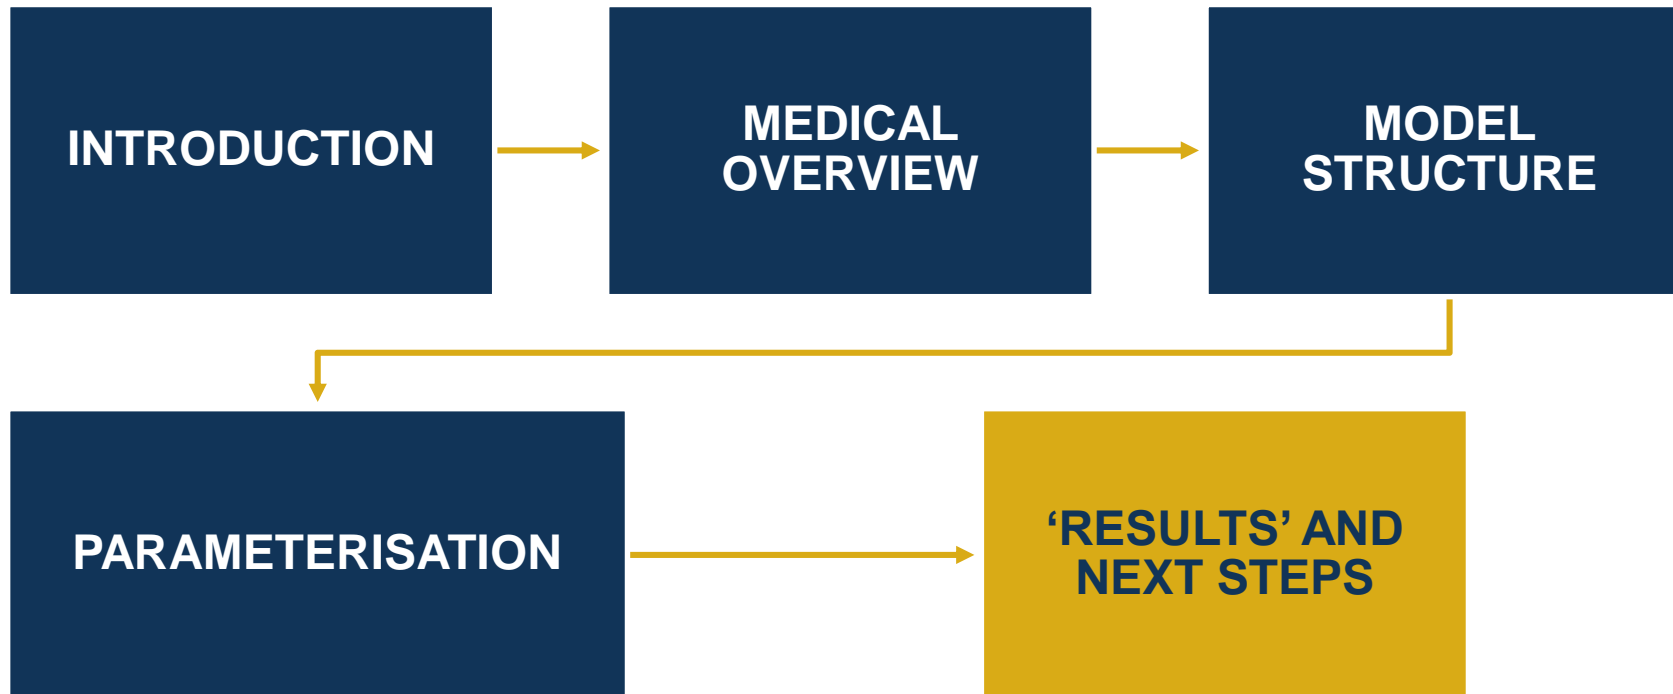 INTRODUCTION
MEDICAL
OVERVIEW
MODEL
STRUCTURE
PARAMETERISATION
‘RESULTS’ AND
NEXT STEPS